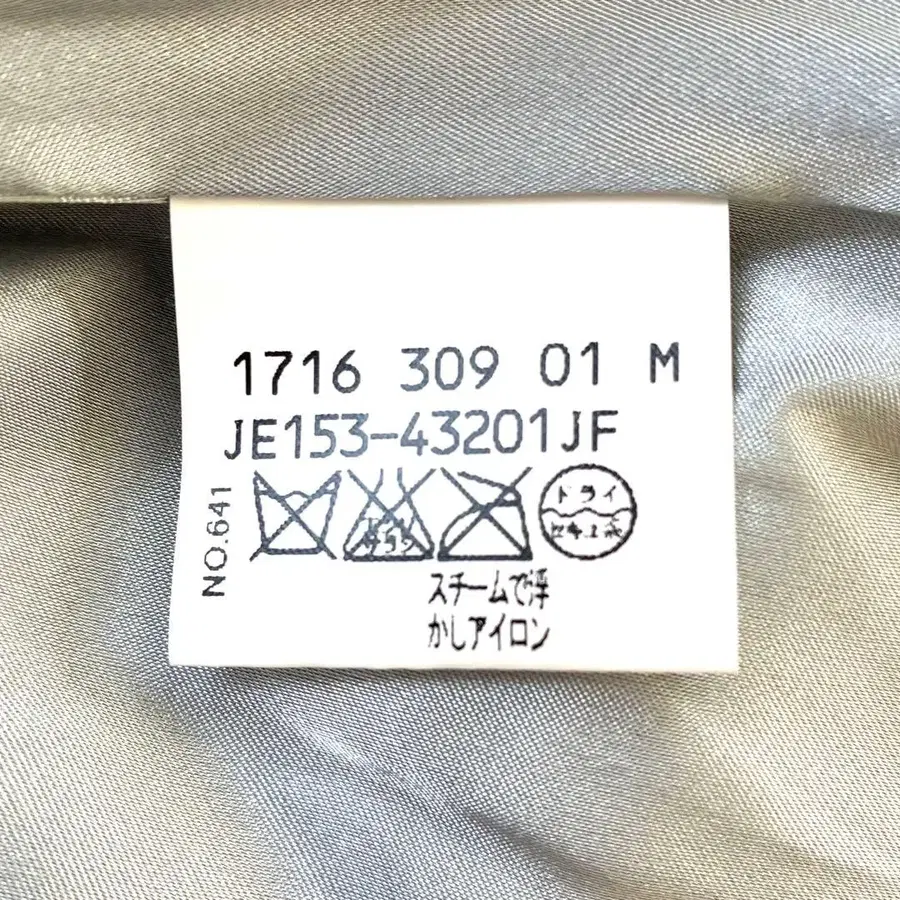 1716 309 01 M
JE153-43201JF
NO.641
ドライ
スチームで浮
かしアイロン